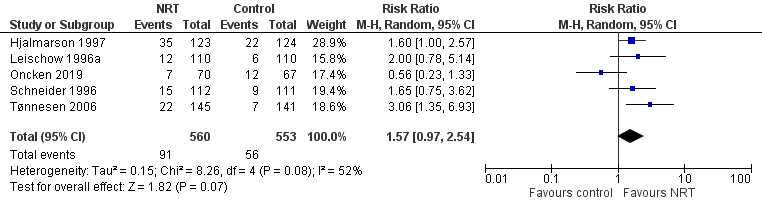 NRT Control Risk Ratio Risk Ratio
Study or Subgroup Events Total Events Total Weight M-H, Random, 95% CI M-H, Random, 95% CI
Hjalmarson 1997 35 123 22 124 28.9% 1.60 [1.00, 2.57]
Leischow 1996a 12 110 6 110 15.8% 2.00 [0.78, 5.14]
Oncken 2019 7 70 12 67 17.4% 0.56 [0.23, 1.33]
Schneider 1996 15 112 9 111 19.3% 1.65 [0.75, 3.62]
Tønnesen 2006 22 145 7 141 18.6% 3.06 [1.35, 6.93]
Total (95% CI) 560 553 100.0% 1.57 [0.97, 2.54]
Total events 91 56
Heterogeneity: Tau² = 0.15; Chi² = 8.26, df = 4 (P = 0.08); I² = 52%
Test for overall effect: Z = 1.82 (P = 0.07)
0.01 0.1 1 10 100
Favours control Favours NRT